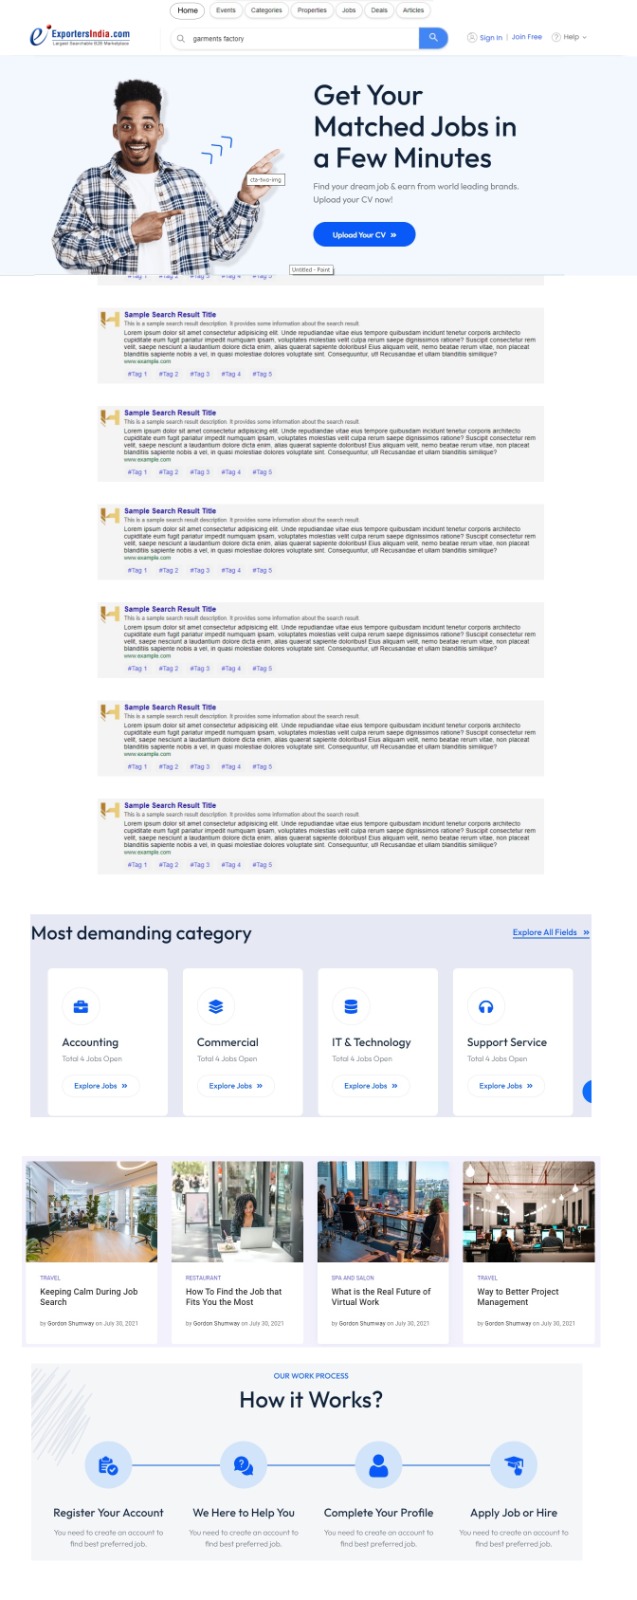 Home Events Categories Properties Jobs Deals Articles
ExportersIndia.com
Largest Searchable B2B Marketplace
garments factory
Sign In | Join Free Help
Get Your
Matched Jobs in
a Few Minutes
cta-two-img
Find your dream job & earn from world leading brands.
Upload your CV now!
Upload Your CV »
Untitled - Paint
#Tag 1 #Tag 2 #Tag 3 #Tag 4 #Tag 5
Sample Search Result Title
This is a sample search result description. It provides some information about the search result.
Lorem ipsum dolor sit amet consectetur adipisicing elit. Unde repudiandae vitae eius tempore quibusdam incidunt tenetur corporis architecto
cupiditate eum fugit pariatur impedit numquam ipsam, voluptates molestias velit culpa rerum saepe dignissimos ratione? Suscipit consectetur rem
velit, saepe nesciunt a laudantium dolore dicta enim, alias quaerat sapiente doloribus! Eius aliquam velit, nemo beatae rerum vitae, non placeat
blanditiis sapiente nobis a vel, in quasi molestiae dolores voluptate sint. Consequuntur, ut! Recusandae et ullam blanditiis similique?
www.example.com
#Tag 1 #Tag 2 #Tag 3 #Tag 4 #Tag 5
Sample Search Result Title
This is a sample search result description. It provides some information about the search result.
Lorem ipsum dolor sit amet consectetur adipisicing elit. Unde repudiandae vitae eius tempore quibusdam incidunt tenetur corporis architecto
cupiditate eum fugit pariatur impedit numquam ipsam, voluptates molestias velit culpa rerum saepe dignissimos ratione? Suscipit consectetur rem
velit, saepe nesciunt a laudantium dolore dicta enim, alias quaerat sapiente doloribus! Eius aliquam velit, nemo beatae rerum vitae, non placeat
blanditiis sapiente nobis a vel, in quasi molestiae dolores voluptate sint. Consequuntur, ut! Recusandae et ullam blanditiis similique?
www.example.com
#Tag 1 #Tag 2 #Tag 3 #Tag 4 #Tag 5
Sample Search Result Title
This is a sample search result description. It provides some information about the search result.
Lorem ipsum dolor sit amet consectetur adipisicing elit. Unde repudiandae vitae eius tempore quibusdam incidunt tenetur corporis architecto
cupiditate eum fugit pariatur impedit numquam ipsam, voluptates molestias velit culpa rerum saepe dignissimos ratione? Suscipit consectetur rem
velit, saepe nesciunt a laudantium dolore dicta enim, alias quaerat sapiente doloribus! Eius aliquam velit, nemo beatae rerum vitae, non placeat
blanditiis sapiente nobis a vel, in quasi molestiae dolores voluptate sint. Consequuntur, ut! Recusandae et ullam blanditiis similique?
www.example.com
#Tag 1 #Tag 2 #Tag 3 #Tag 4 #Tag 5
Sample Search Result Title
This is a sample search result description. It provides some information about the search result.
Lorem ipsum dolor sit amet consectetur adipisicing elit. Unde repudiandae vitae eius tempore quibusdam incidunt tenetur corporis architecto
cupiditate eum fugit pariatur impedit numquam ipsam, voluptates molestias velit culpa rerum saepe dignissimos ratione? Suscipit consectetur rem
velit, saepe nesciunt a laudantium dolore dicta enim, alias quaerat sapiente doloribus! Eius aliquam velit, nemo beatae rerum vitae, non placeat
blanditiis sapiente nobis a vel, in quasi molestiae dolores voluptate sint. Consequuntur, ut! Recusandae et ullam blanditiis similique?
www.example.com
#Tag 1 #Tag 2 #Tag 3 #Tag 4 #Tag 5
Sample Search Result Title
This is a sample search result description. It provides some information about the search result.
Lorem ipsum dolor sit amet consectetur adipisicing elit. Unde repudiandae vitae eius tempore quibusdam incidunt tenetur corporis architecto
cupiditate eum fugit pariatur impedit numquam ipsam, voluptates molestias velit culpa rerum saepe dignissimos ratione? Suscipit consectetur rem
velit, saepe nesciunt a laudantium dolore dicta enim, alias quaerat sapiente doloribus! Eius aliquam velit, nemo beatae rerum vitae, non placeat
blanditiis sapiente nobis a vel, in quasi molestiae dolores voluptate sint. Consequuntur, ut! Recusandae et ullam blanditiis similique?
www.example.com
#Tag 1 #Tag 2 #Tag 3 #Tag 4 #Tag 5
Sample Search Result Title
This is a sample search result description. It provides some information about the search result.
Lorem ipsum dolor sit amet consectetur adipisicing elit. Unde repudiandae vitae eius tempore quibusdam incidunt tenetur corporis architecto
cupiditate eum fugit pariatur impedit numquam ipsam, voluptates molestias velit culpa rerum saepe dignissimos ratione? Suscipit consectetur rem
velit, saepe nesciunt a laudantium dolore dicta enim, alias quaerat sapiente doloribus! Eius aliquam velit, nemo beatae rerum vitae, non placeat
blanditiis sapiente nobis a vel, in quasi molestiae dolores voluptate sint. Consequuntur, ut! Recusandae et ullam blanditiis similique?
www.example.com
#Tag 1 #Tag 2 #Tag 3 #Tag 4 #Tag 5
Most demanding category
Explore All Fields »
Accounting Commercial IT & Technology Support Service
Total 4 Jobs Open Total 4 Jobs Open Total 4 Jobs Open Total 4 Jobs Open
Explore Jobs » Explore Jobs » Explore Jobs » Explore Jobs »
TRAVEL RESTAURANT SPA AND SALON TRAVEL
Keeping Calm During Job How To Find the Job that What is the Real Future of Way to Better Project
Search Fits You the Most Virtual Work Management
by Gordon Shumway on July 30, 2021 by Gordon Shumway on July 30, 2021 by Gordon Shumway on July 30, 2021 by Gordon Shumway on July 30, 2021
OUR WORK PROCESS
How it Works?
Register Your Account We Here to Help You Complete Your Profile Apply Job or Hire
You need to create an account to You need to create an account to You need to create an account to You need to create an account to
find best preferred job. find best preferred job. find best preferred job. find best preferred job.